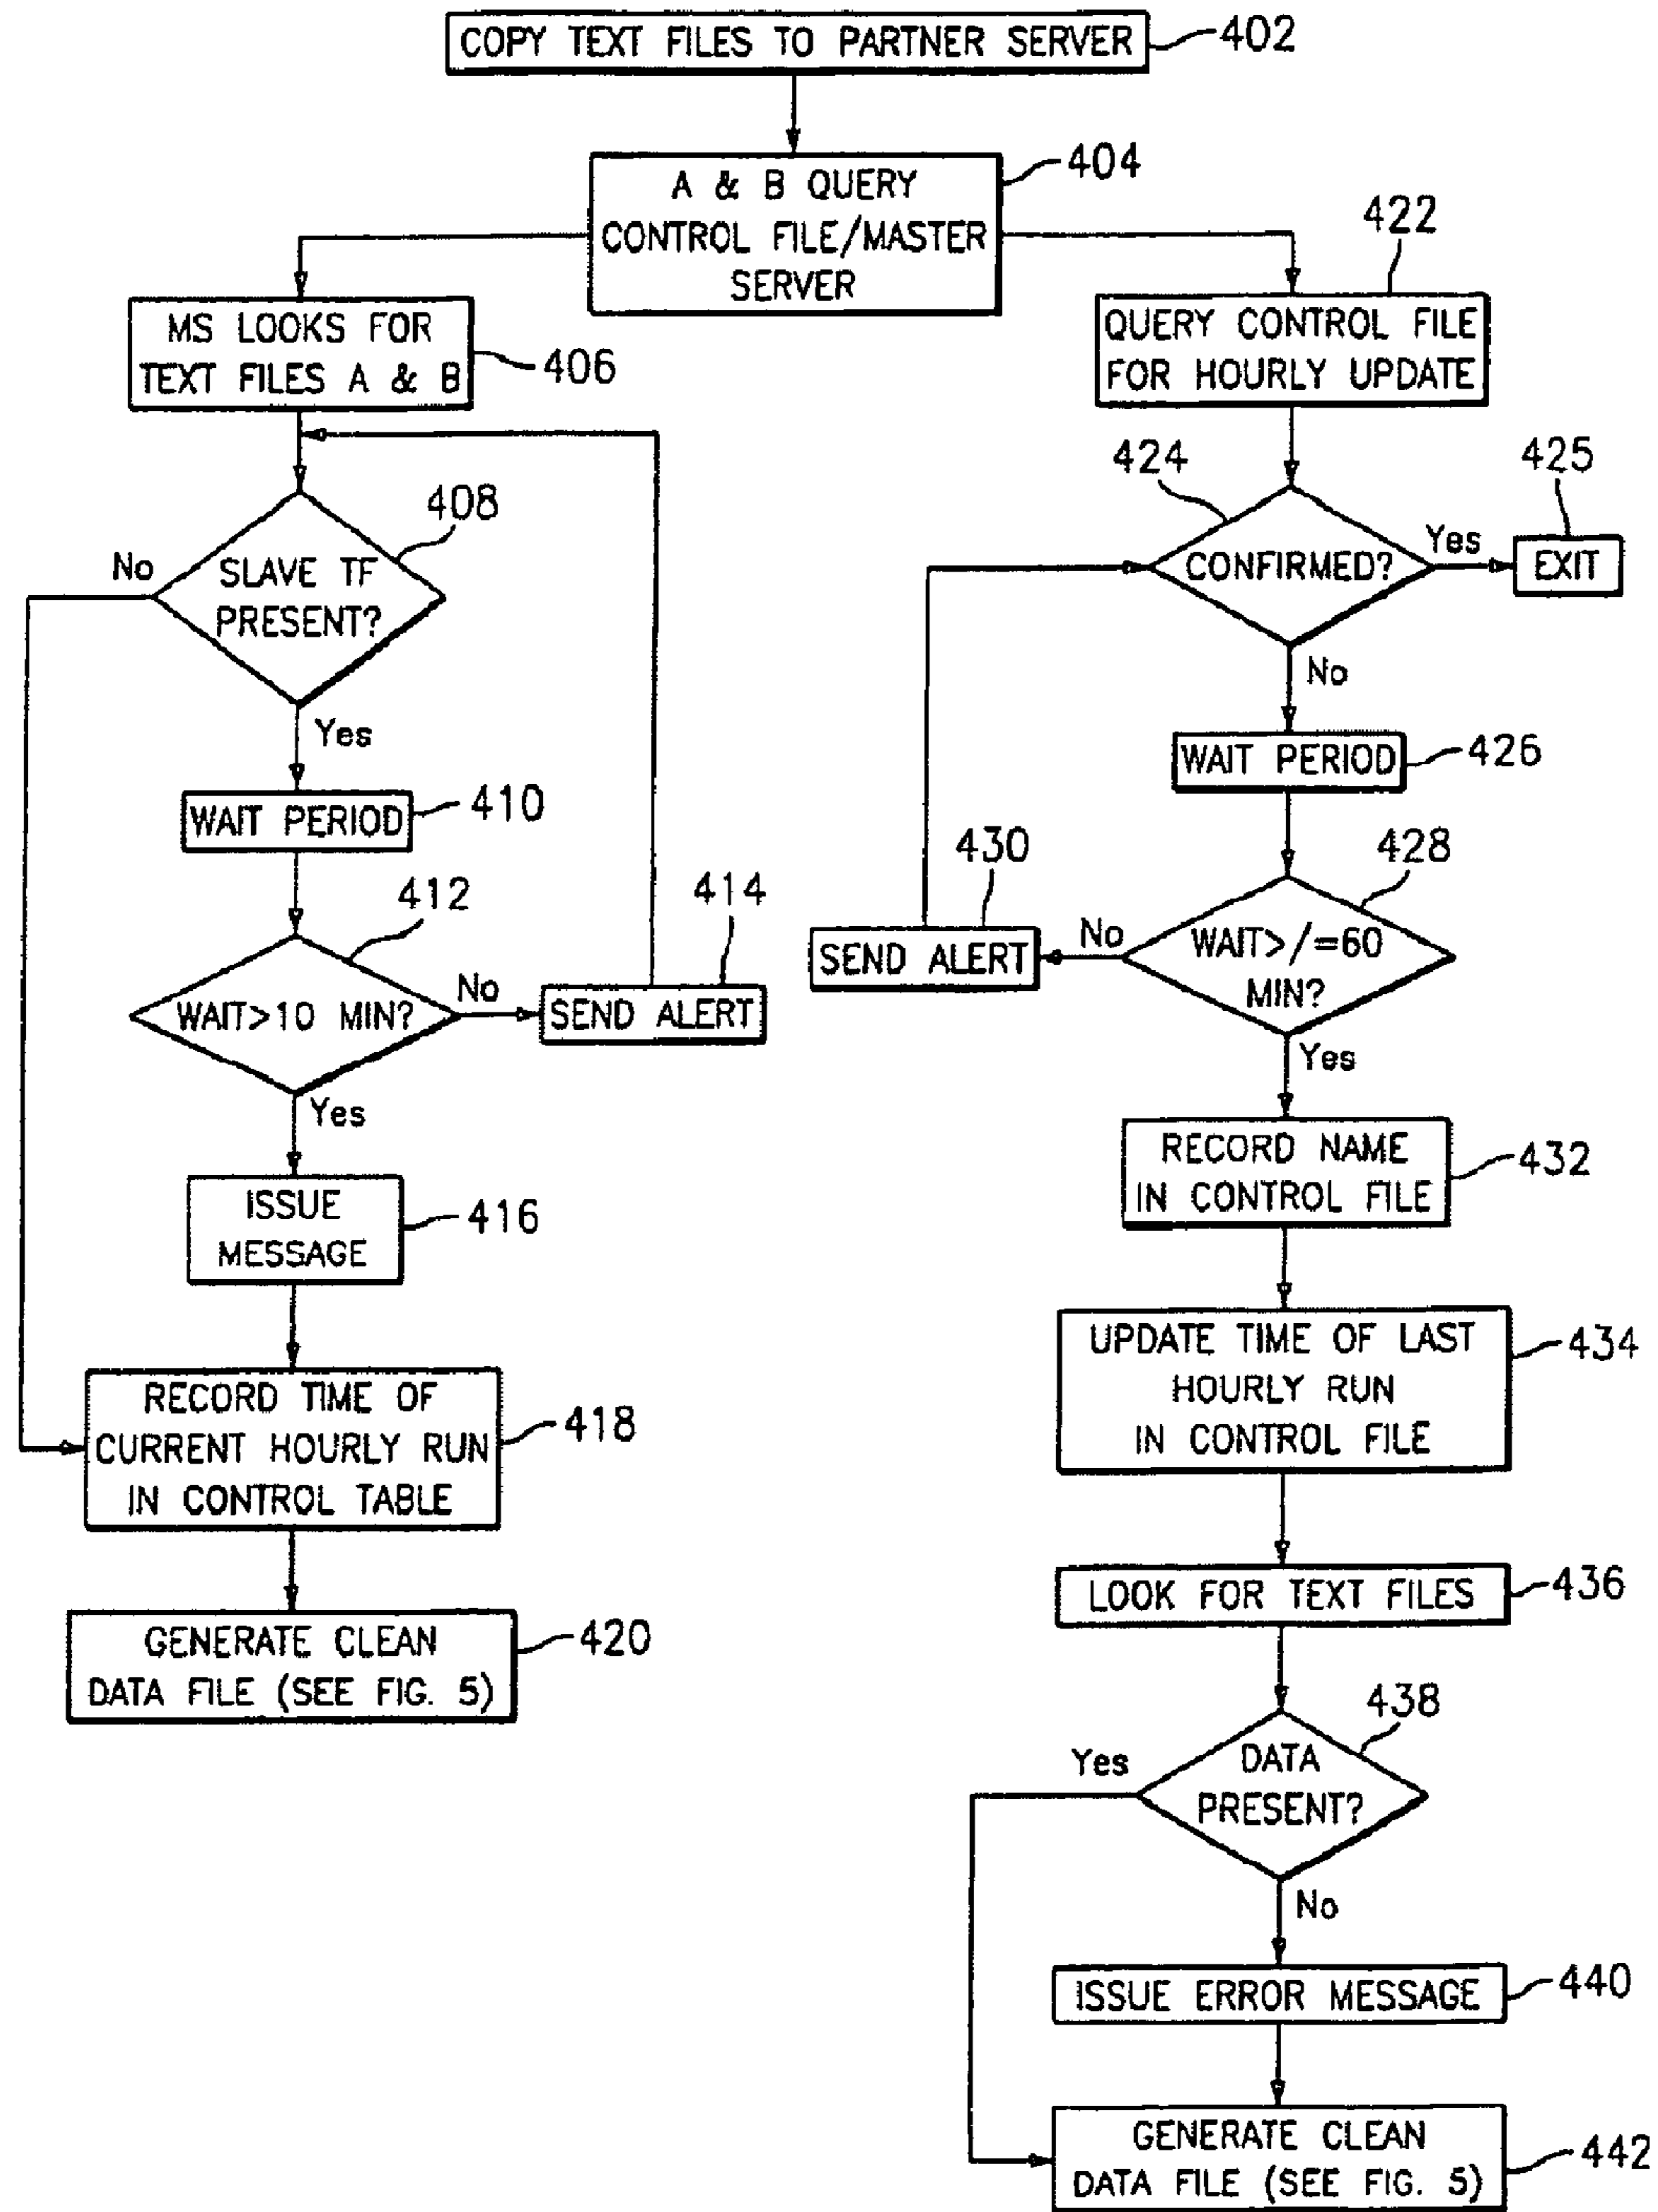 COPY TEXT FILES TO PARTNER SERVER
402
A & B QUERY
CONTROL FILE/MASTER
SERVER
404
MS LOOKS FOR
TEXT FILES A & B
406
SLAVE TF
PRESENT?
408
No
Yes
WAIT PERIOD
410
WAIT>10 MIN?
412
No
SEND ALERT
414
Yes
ISSUE
MESSAGE
416
RECORD TIME OF
CURRENT HOURLY RUN
IN CONTROL TABLE
418
GENERATE CLEAN
DATA FILE (SEE FIG. 5)
420
422
QUERY CONTROL FILE
FOR HOURLY UPDATE
424
CONFIRMED?
Yes
425
EXIT
No
WAIT PERIOD
426
428
WAIT>/=60
MIN?
No
430
SEND ALERT
Yes
RECORD NAME
IN CONTROL FILE
432
UPDATE TIME OF LAST
HOURLY RUN
IN CONTROL FILE
434
LOOK FOR TEXT FILES
436
438
DATA
PRESENT?
Yes
No
ISSUE ERROR MESSAGE
440
GENERATE CLEAN
DATA FILE (SEE FIG. 5)
442